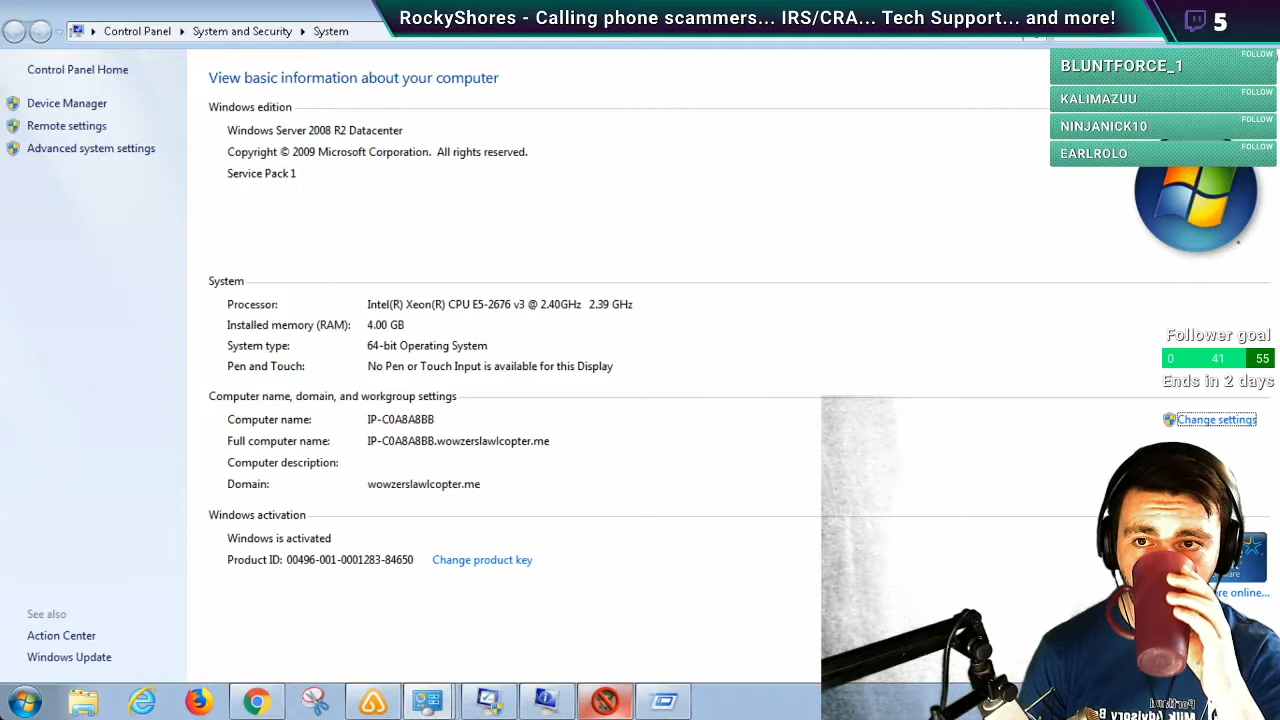 RockyShores - Calling phone scammers... IRS/CRA... Tech Support... and more!
5
Control Panel
System and Security
System
FOLLOW
BLUNTFORCE_1
FOLLOW
KALIMAZUU
FOLLOW
NINJANICK10
FOLLOW
EARLROLO
Control Panel Home
Device Manager
Remote settings
Advanced system settings
View basic information about your computer
Windows edition
Windows Server 2008 R2 Datacenter
Copyright © 2009 Microsoft Corporation. All rights reserved.
Service Pack 1
System
Processor: Intel(R) Xeon(R) CPU E5-2676 v3 @ 2.40GHz 2.39 GHz
Installed memory (RAM): 4.00 GB
System type: 64-bit Operating System
Pen and Touch: No Pen or Touch Input is available for this Display
Follower goal
0 41 55
Ends in 2 days
Computer name, domain, and workgroup settings
Computer name: IP-C0A8A8BB
Change settings
Full computer name: IP-C0A8A8BB.wowzerslawlcopter.me
Computer description:
Domain: wowzerslawlcopter.me
Windows activation
Windows is activated
Product ID: 00496-001-0001283-84650 Change product key
online...
See also
Action Center
Windows Update